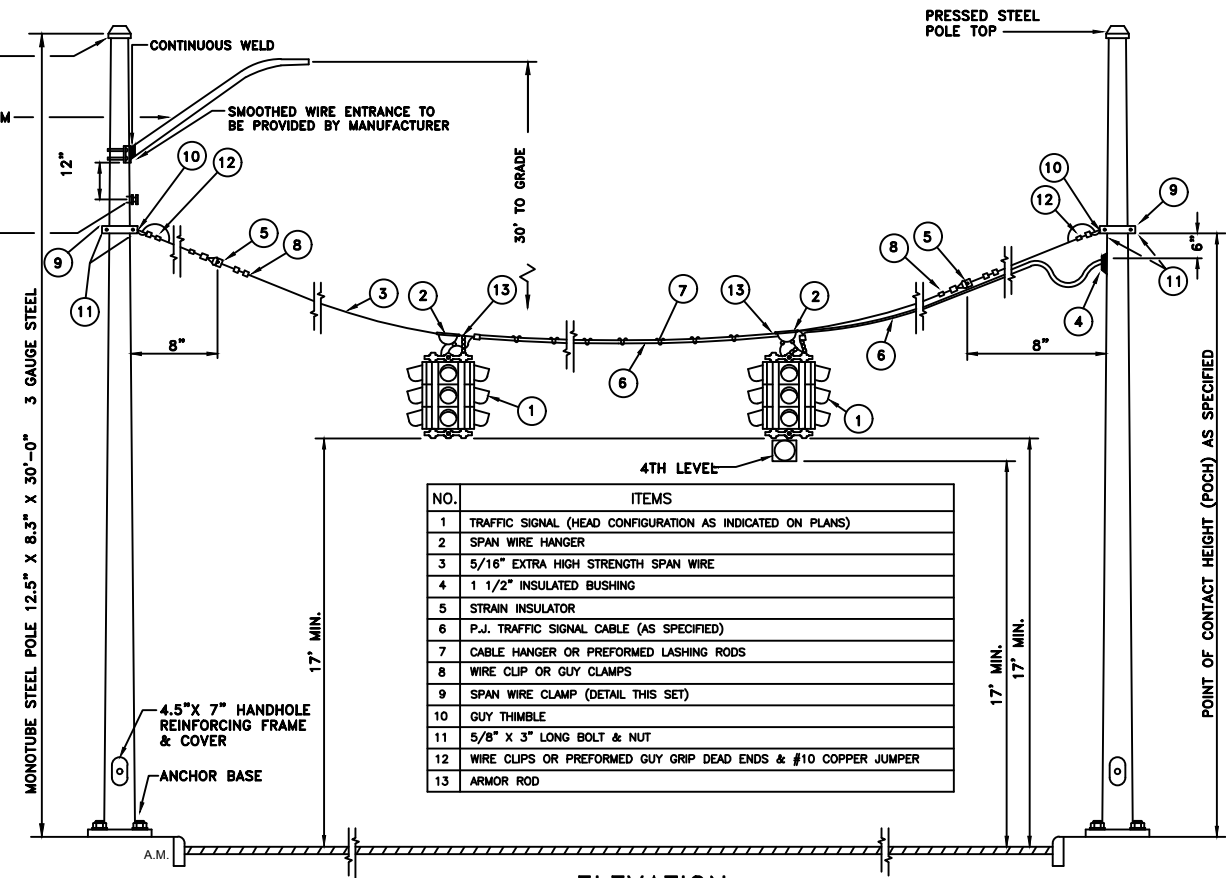 PRESSED STEEL
POLE TOP
CONTINUOUS WELD
M
SMOOTHED WIRE ENTRANCE TO
BE PROVIDED BY MANUFACTURER
12"
30' TO GRADE
10
12
9
11
5
8
3
2
13
7
6
1
8"
13
2
8
5
12
10
9
6"
11
4
6
8"
1
MONOTUBE STEEL POLE 12.5" X 8.3" X 30'-0" 3 GAUGE STEEL
POINT OF CONTACT HEIGHT (POCH) AS SPECIFIED
4TH LEVEL
17' MIN.
17' MIN.
17' MIN.
NO. ITEMS
1 TRAFFIC SIGNAL (HEAD CONFIGURATION AS INDICATED ON PLANS)
2 SPAN WIRE HANGER
3 5/16" EXTRA HIGH STRENGTH SPAN WIRE
4 1 1/2" INSULATED BUSHING
5 STRAIN INSULATOR
6 P.J. TRAFFIC SIGNAL CABLE (AS SPECIFIED)
7 CABLE HANGER OR PREFORMED LASHING RODS
8 WIRE CLIP OR GUY CLAMPS
9 SPAN WIRE CLAMP (DETAIL THIS SET)
10 GUY THIMBLE
11 5/8" X 3" LONG BOLT & NUT
12 WIRE CLIPS OR PREFORMED GUY GRIP DEAD ENDS & #10 COPPER JUMPER
13 ARMOR ROD
4.5"X 7" HANDHOLE
REINFORCING FRAME
& COVER
ANCHOR BASE
A.M.
ELEVATION